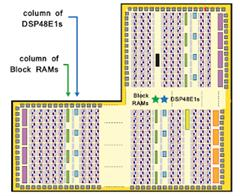 column of
DSP48E1s
column of
Block RAMs
Block
RAMs
DSP48E1s